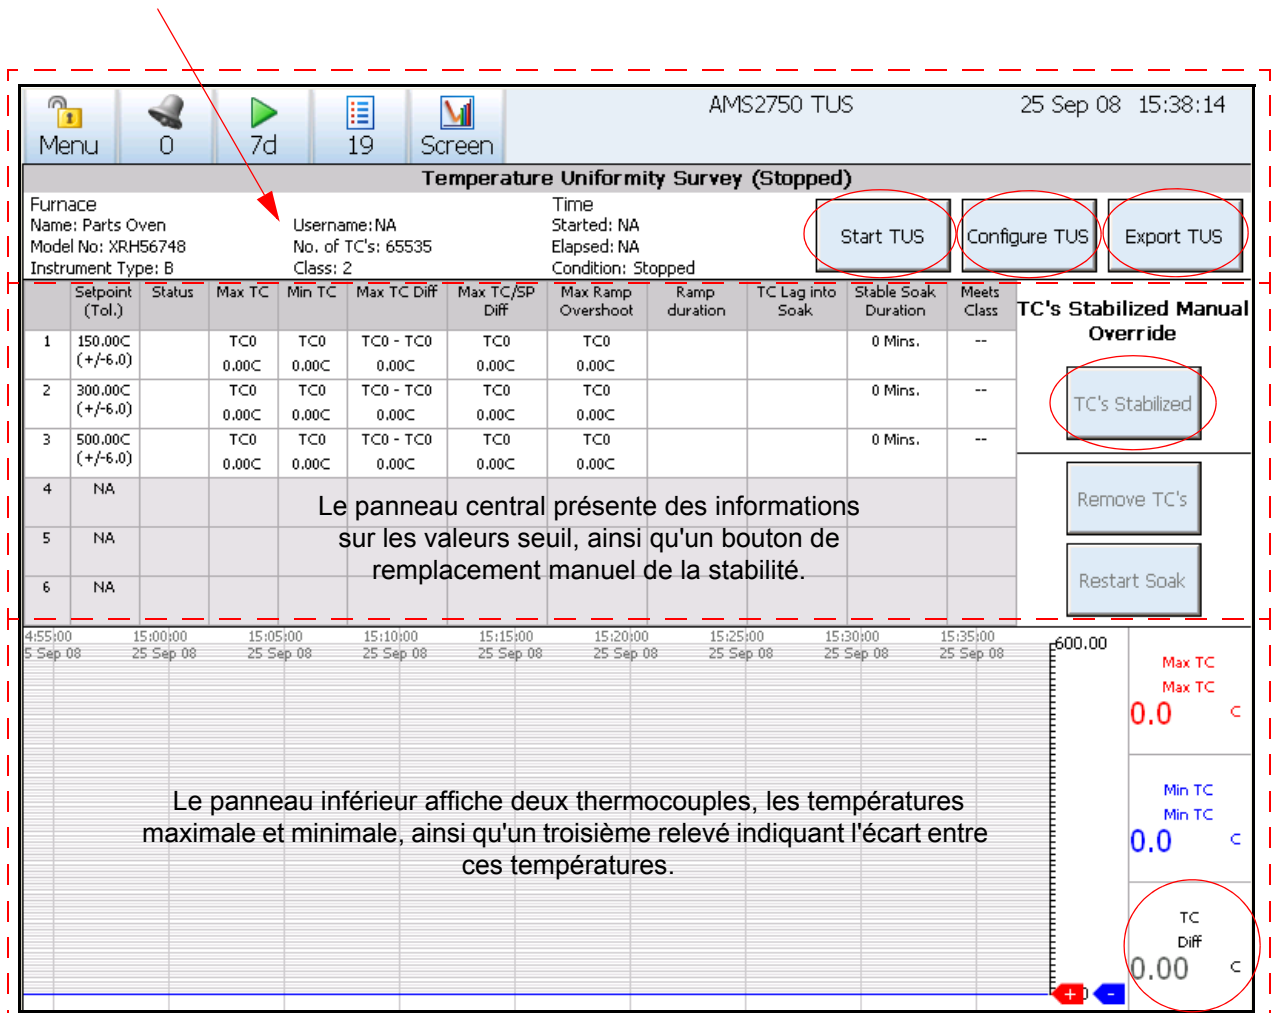 AMS2750 TUS 25 Sep 08 15:38:14
Menu 0 7d 19 Screen
Temperature Uniformity Survey (Stopped)
Furnace
Name: Parts Oven
Model No: XRH56748
Instrument Type: B
Username: NA
No. of TC's: 65535
Class: 2
Time
Started: NA
Elapsed: NA
Condition: Stopped
Start TUS
Configure TUS
Export TUS
Setpoint (Tol.) Status Max TC Min TC Max TC Diff Max TC/SP Diff Max Ramp Overshoot Ramp duration TC Lag into Soak Stable Soak Duration Meets Class
1 150.00C TC0 TC0 TC0 - TC0 TC0 TC0 0 Mins. --
(+/-6.0) 0.00C 0.00C 0.00C 0.00C 0.00C
2 300.00C TC0 TC0 TC0 - TC0 TC0 TC0 0 Mins. --
(+/-6.0) 0.00C 0.00C 0.00C 0.00C 0.00C
3 500.00C TC0 TC0 TC0 - TC0 TC0 TC0 0 Mins. --
(+/-6.0) 0.00C 0.00C 0.00C 0.00C 0.00C
4 NA
5 NA
6 NA
Le panneau central présente des informations
sur les valeurs seuil, ainsi qu'un bouton de
remplacement manuel de la stabilité.
TC's Stabilized Manual
Override
TC's Stabilized
Remove TC's
Restart Soak
4:55:00 15:00:00 15:05:00 15:10:00 15:15:00 15:20:00 15:25:00 15:30:00 15:35:00
5 Sep 08 25 Sep 08 25 Sep 08 25 Sep 08 25 Sep 08 25 Sep 08 25 Sep 08 25 Sep 08 25 Sep 08
600.00
Le panneau inférieur affiche deux thermocouples, les températures
maximale et minimale, ainsi qu'un troisième relevé indiquant l'écart entre
ces températures.
Max TC
Max TC
0.0 C
Min TC
Min TC
0.0 C
TC
Diff
0.00 C
+ -